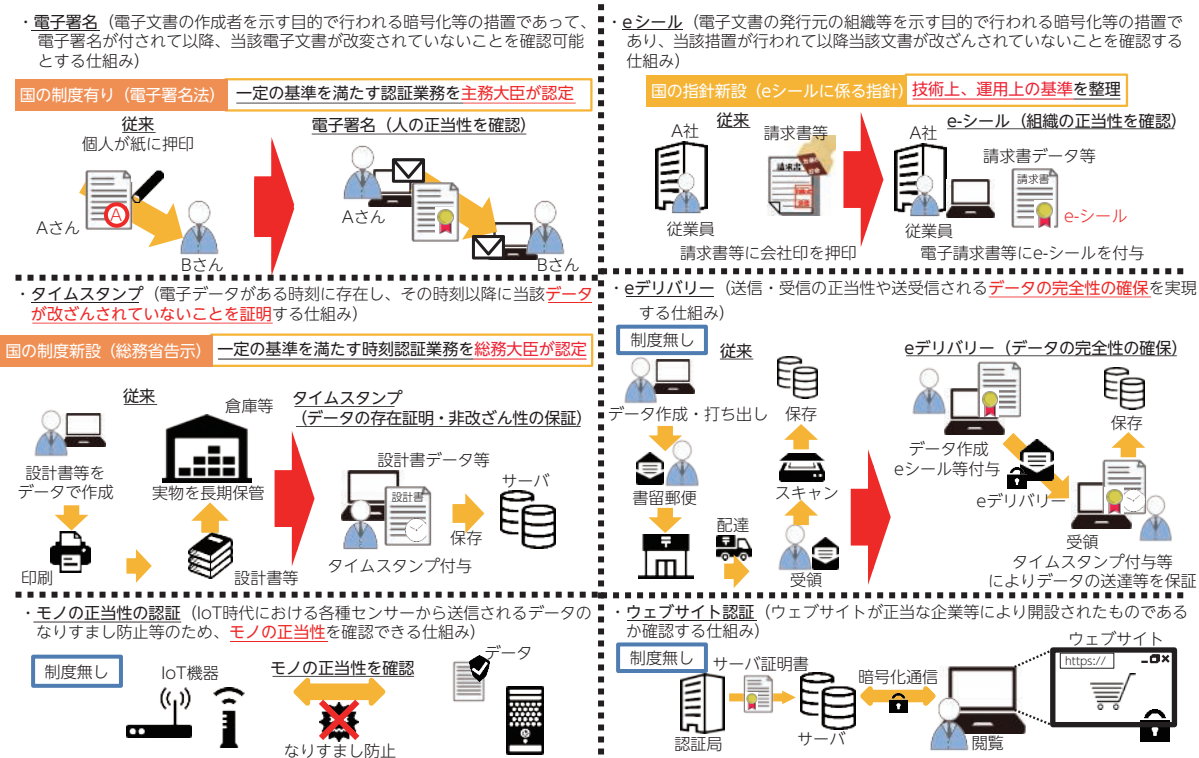 ・電子署名（電子文書の作成者を示す目的で行われる暗号化等の措置であって、
電子署名が付されて以降、当該電子文書が改変されていないことを確認可能
とする仕組み）
国の制度有り（電子署名法）
一定の基準を満たす認証業務を主務大臣が認定
従来
個人が紙に押印
A
Aさん
Bさん
電子署名（人の正当性を確認）
Aさん
Bさん
・eシール（電子文書の発行元の組織等を示す目的で行われる暗号化等の措置で
あり、当該措置が行われて以降当該文書が改ざんされていないことを確認する
仕組み）
国の指針新設（eシールに係る指針）
技術上、運用上の基準を整理
従来
A社
請求書等
請求書
従業員
請求書等に会社印を押印
e-シール（組織の正当性を確認）
A社
請求書データ等
請求書
e-シール
従業員
電子請求書等にe-シールを付与
・タイムスタンプ（電子データがある時刻に存在し、その時刻以降に当該データ
が改ざんされていないことを証明する仕組み）
国の制度新設（総務省告示）
一定の基準を満たす時刻認証業務を総務大臣が認定
従来
倉庫等
設計書等を
データで作成
実物を長期保管
印刷
設計書等
タイムスタンプ
（データの存在証明・非改ざん性の保証）
設計書データ等
設計書
サーバ
保存
タイムスタンプ付与
・eデリバリー（送信・受信の正当性や送受信されるデータの完全性の確保を実現
する仕組み）
制度無し
従来
データ作成・打ち出し
保存
書留郵便
スキャン
配達
受領
eデリバリー（データの完全性の確保）
データ作成
eシール等付与
保存
eデリバリー
受領
タイムスタンプ付与等
によりデータの送達等を保証
・モノの正当性の認証（IoT時代における各種センサーから送信されるデータの
なりすまし防止等のため、モノの正当性を確認できる仕組み）
制度無し
IoT機器
モノの正当性を確認
データ
なりすまし防止
・ウェブサイト認証（ウェブサイトが正当な企業等により開設されたものである
か確認する仕組み）
制度無し
サーバ証明書
認証局
サーバ
暗号化通信
閲覧
ウェブサイト
https://